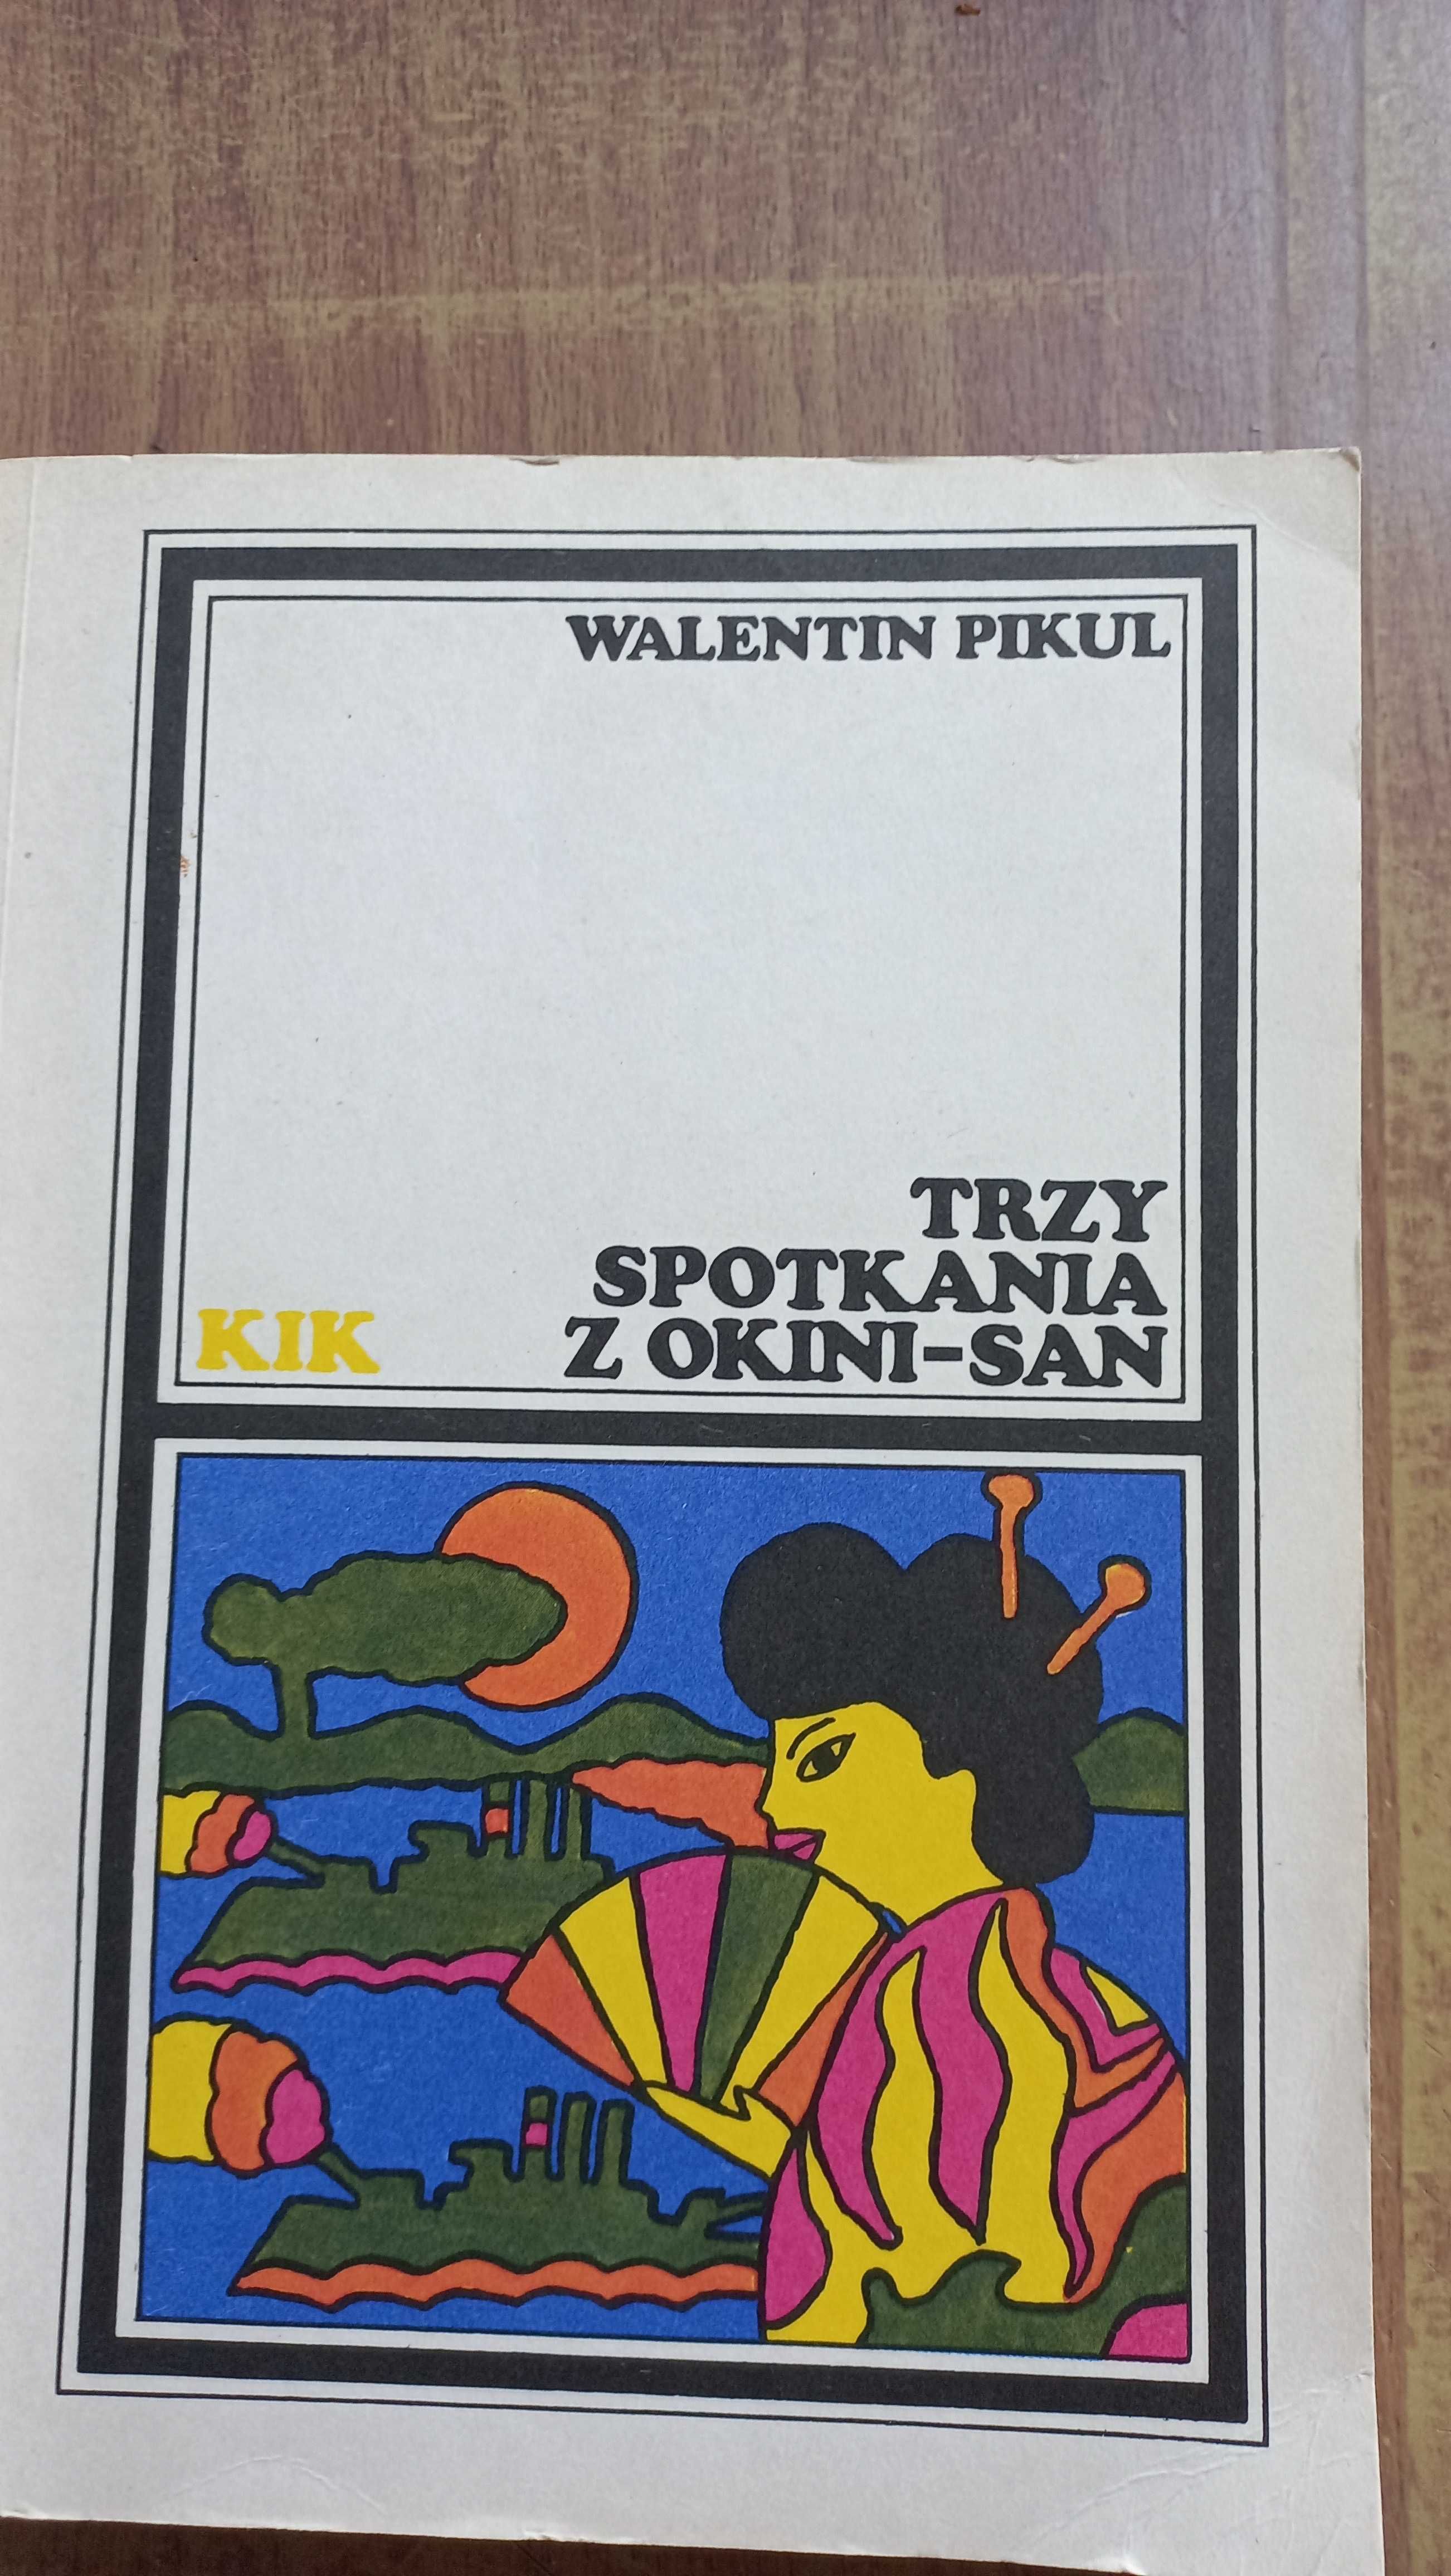 WALENTIN PIKUL
TRZY
SPOTKANIA
KIK Z OKINI-SAN